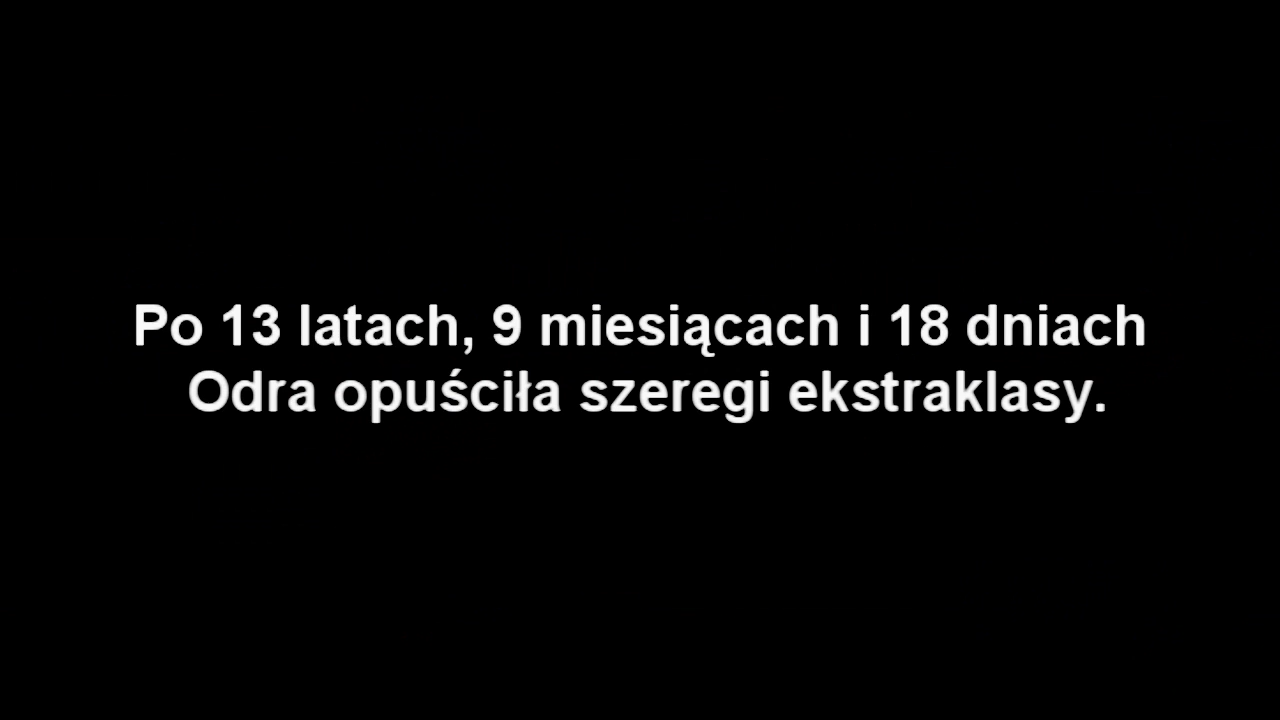 Po 13 latach, 9 miesiącach i 18 dniach
Odra opuściła szeregi ekstraklasy.